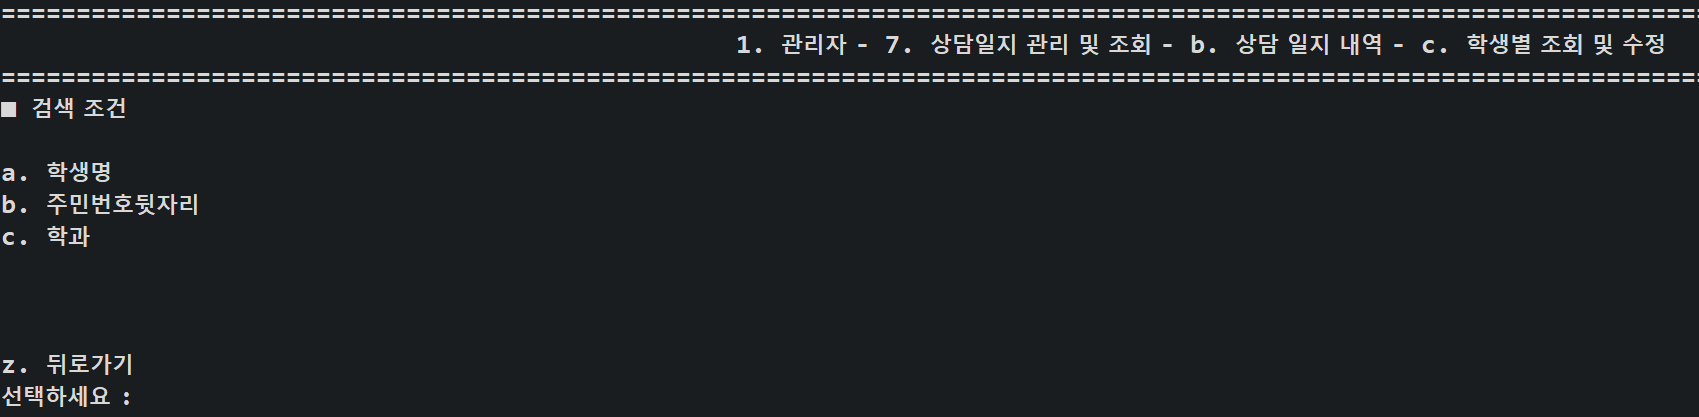 ==================================================================================================================
1. 관리자 - 7. 상담일지 관리 및 조회 - b. 상담 일지 내역 - c. 학생별 조회 및 수정
==================================================================================================================
■ 검색 조건
a. 학생명
b. 주민번호뒷자리
c. 학과
z. 뒤로가기
선택하세요 :